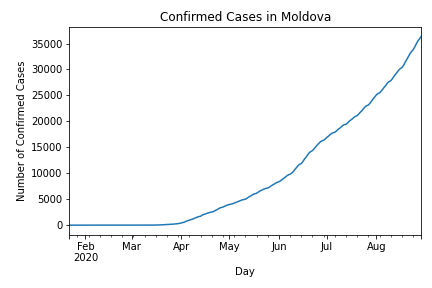 Confirmed Cases in Moldova
Number of Confirmed Cases
35000
30000
25000
20000
15000
10000
5000
0
Feb Mar Apr May Jun Jul Aug
2020
Day